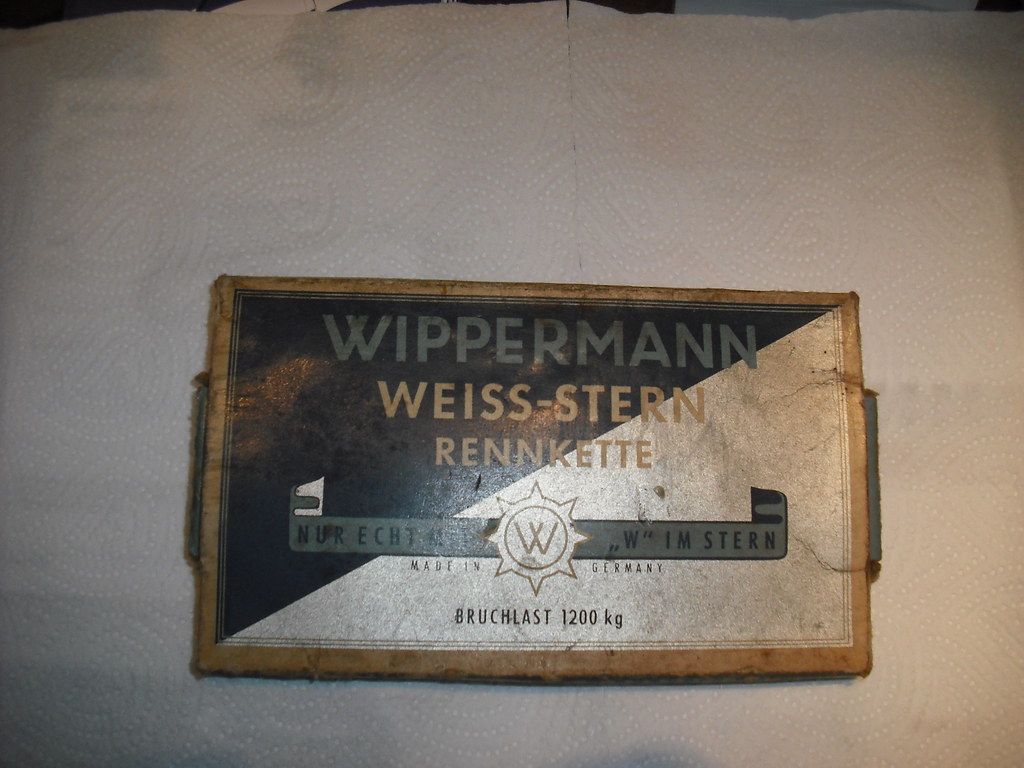 WIPPERMANN
WEISS-STERN
RENNKETTE
NUR ECHT M W „W“ IM STERN
MADE IN GERMANY
BRUCHLAST 1200 kg